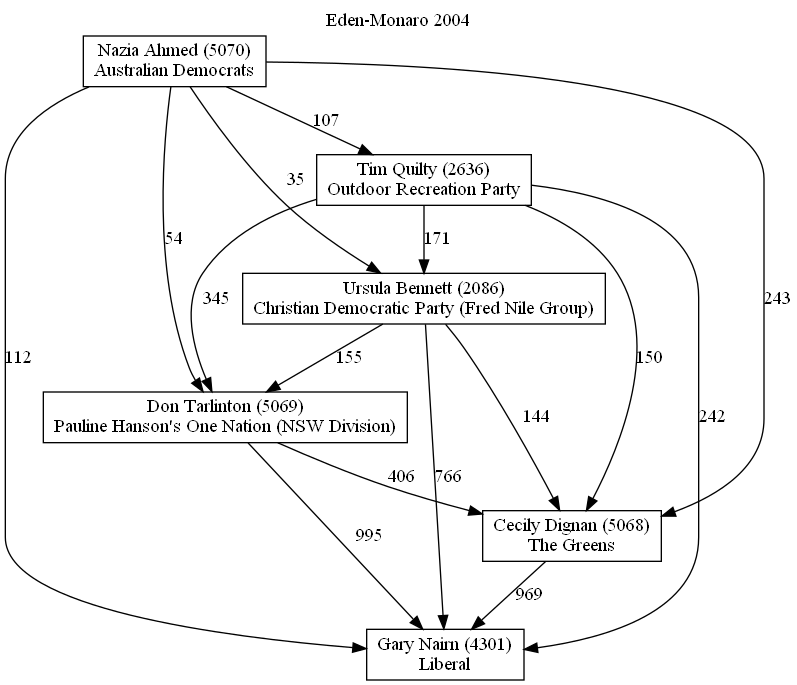 Eden-Monaro 2004
Nazia Ahmed (5070)
Australian Democrats
107
Tim Quilty (2636)
Outdoor Recreation Party
35
54
171
Ursula Bennett (2086)
Christian Democratic Party (Fred Nile Group)
345
243
112
155
150
Don Tarlinton (5069)
Pauline Hanson's One Nation (NSW Division)
144
242
406
766
Cecily Dignan (5068)
The Greens
995
969
Gary Nairn (4301)
Liberal